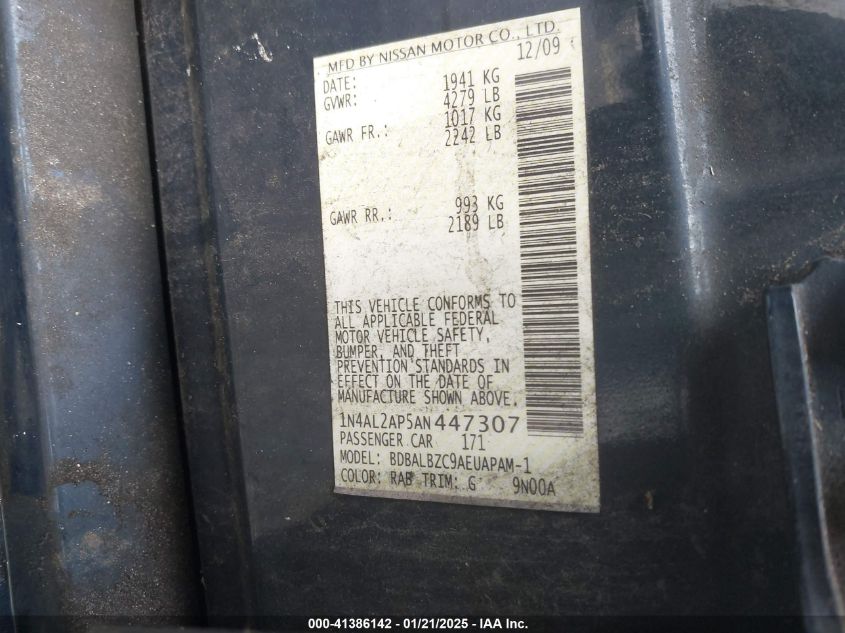 MFD BY NISSAN MOTOR CO., LTD.
DATE: 12/09
GVWR: 1941 KG
4279 LB
GAWR FR.: 1017 KG
2242 LB
GAWR RR.: 993 KG
2189 LB
THIS VEHICLE CONFORMS TO
ALL APPLICABLE FEDERAL
MOTOR VEHICLE SAFETY,
BUMPER, AND THEFT
PREVENTION STANDARDS IN
EFFECT ON THE DATE OF
MANUFACTURE SHOWN ABOVE.
1N4AL2AP5AN447307
PASSENGER CAR 171
MODEL: BDBALBZC9AEUAPAM-1
COLOR: RAB TRIM: G 9N00A
000-41386142 / 01/21/2025 - IAA Inc.